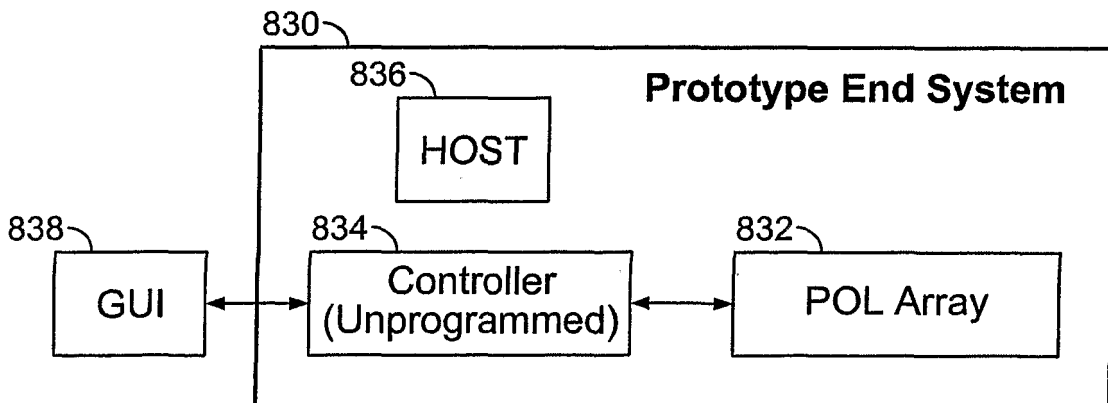 830
836
Prototype End System
HOST
838
834
832
GUI
Controller
(Unprogrammed)
POL Array